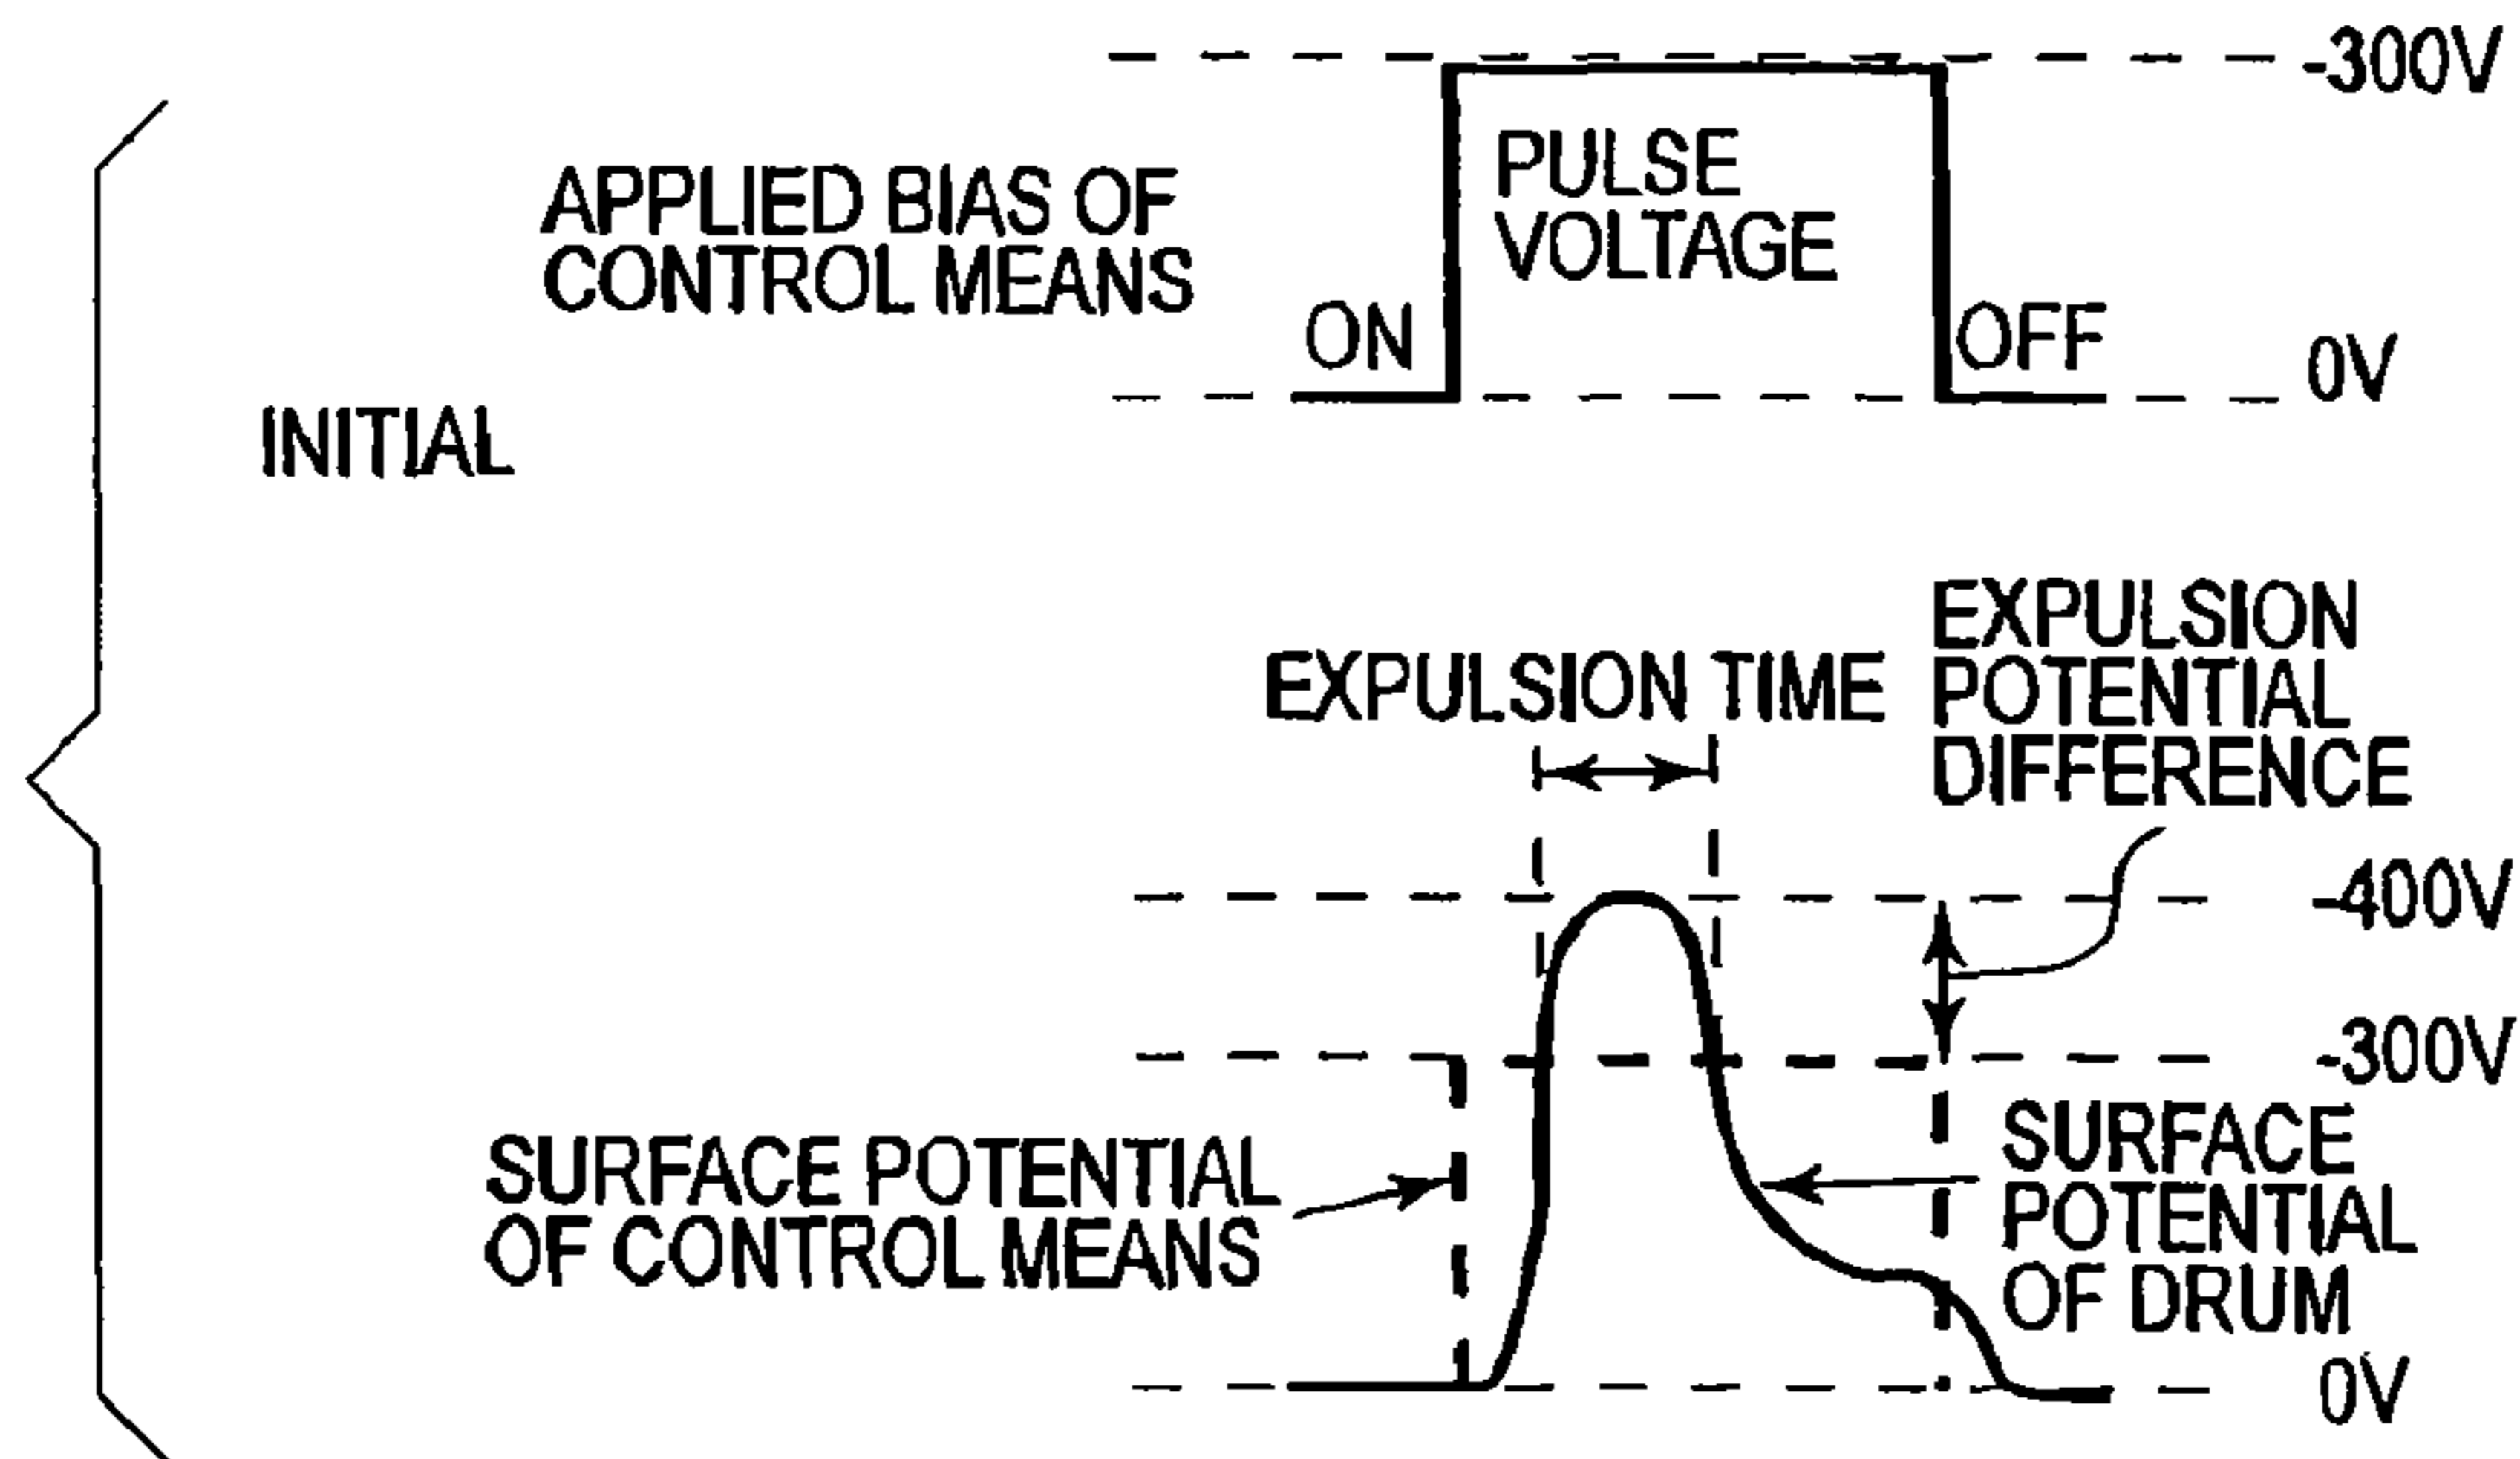 -300V
PULSE
VOLTAGE
APPLIED BIAS OF
CONTROL MEANS
ON
OFF
0V
INITIAL
EXPULSION
POTENTIAL
DIFFERENCE
EXPULSION TIME
-400V
-300V
SURFACE POTENTIAL
OF CONTROL MEANS
SURFACE
POTENTIAL
OF DRUM
0V